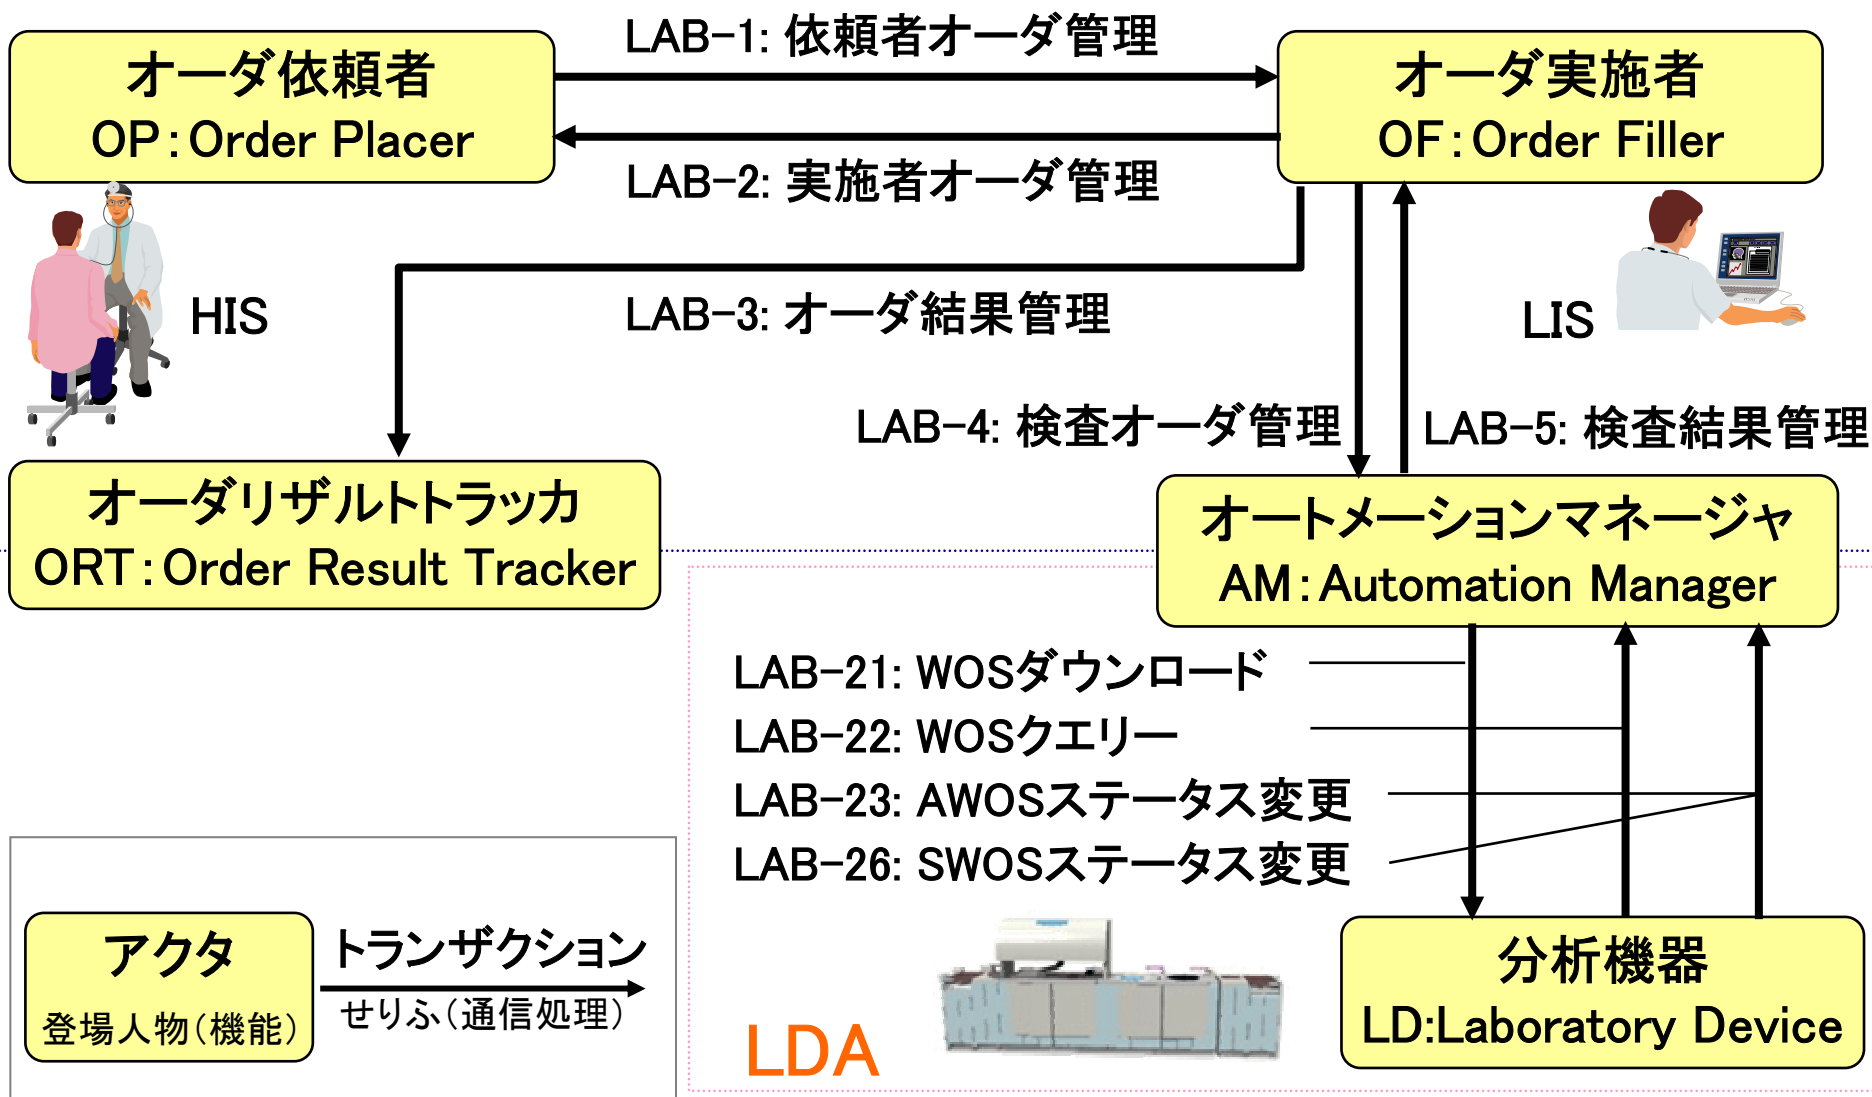 LAB-1: 依頼者オーダ管理
オーダ依頼者
OP:Order Placer
オーダ実施者
OF:Order Filler
LAB-2: 実施者オーダ管理
HIS
LAB-3: オーダ結果管理
LIS
LAB-4: 検査オーダ管理
LAB-5: 検査結果管理
オーダリザルトトラッカ
ORT:Order Result Tracker
オートメーションマネージャ
AM:Automation Manager
LAB-21: WOSダウンロード
LAB-22: WOSクエリー
LAB-23: AWOSステータス変更
LAB-26: SWOSステータス変更
アクタ
登場人物(機能)
トランザクション
せりふ(通信処理)
LDA
分析機器
LD:Laboratory Device